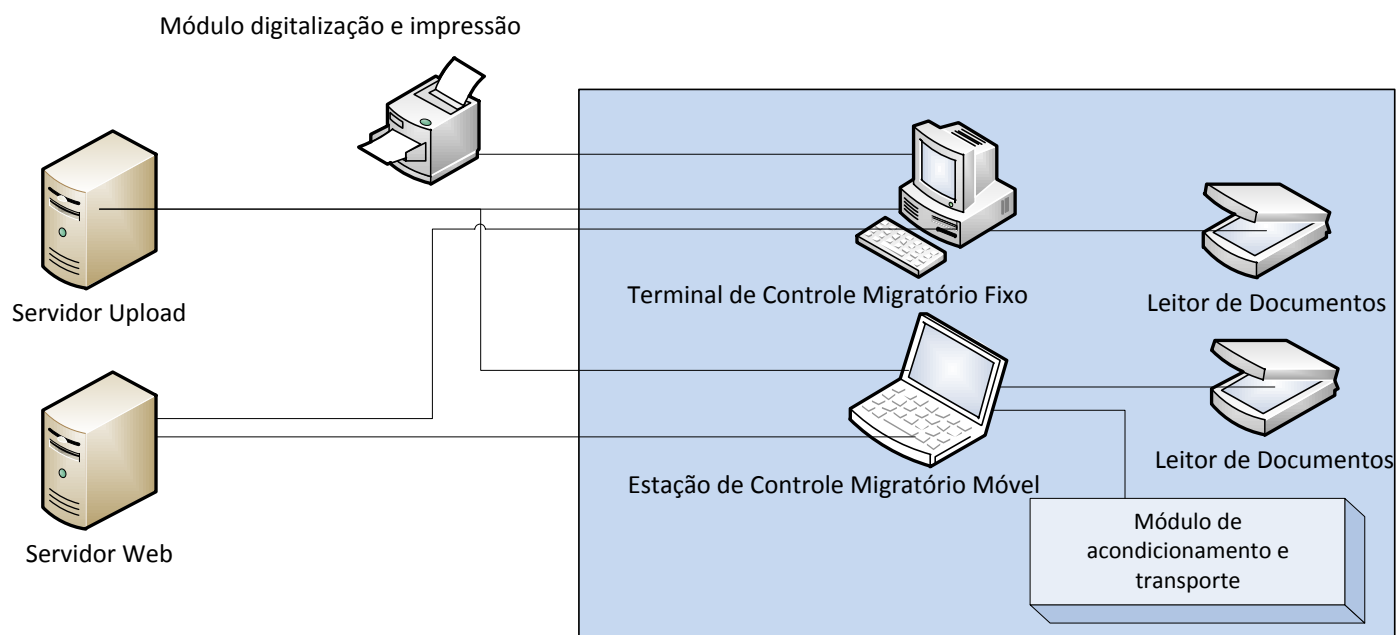 Módulo digitalização e impressão
Servidor Upload
Terminal de Controle Migratório Fixo
Leitor de Documentos
Servidor Web
Estação de Controle Migratório Móvel
Leitor de Documentos
Módulo de
acondicionamento e
transporte